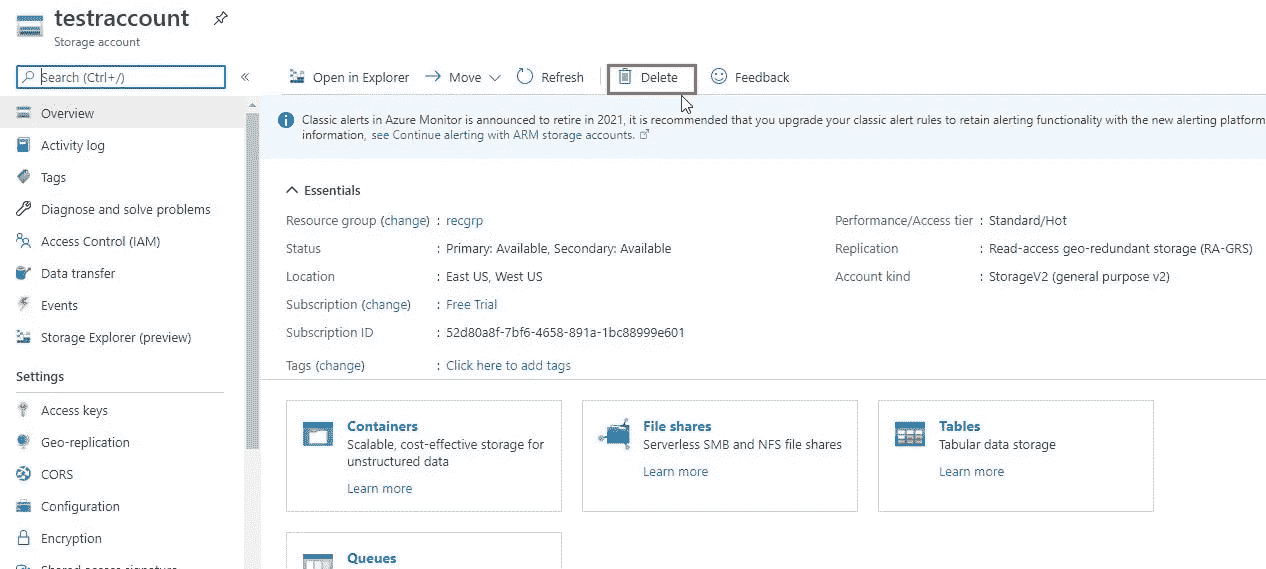 testraccount
Storage account
Search (Ctrl+/)
«
Open in Explorer
Move
Refresh
Delete
Feedback
Overview
Activity log
Tags
Diagnose and solve problems
Access Control (IAM)
Data transfer
Events
Storage Explorer (preview)
Settings
Access keys
Geo-replication
CORS
Configuration
Encryption
Shared access signature
Classic alerts in Azure Monitor is announced to retire in 2021, it is recommended that you upgrade your classic alert rules to retain alerting functionality with the new alerting platform
information, see Continue alerting with ARM storage accounts.
Essentials
Resource group (change) : recgrp
Status : Primary: Available, Secondary: Available
Location : East US, West US
Subscription (change) : Free Trial
Subscription ID : 52d80a8f-7bf6-4658-891a-1bc88999e601
Tags (change) : Click here to add tags
Performance/Access tier : Standard/Hot
Replication : Read-access geo-redundant storage (RA-GRS)
Account kind : StorageV2 (general purpose v2)
Containers
Scalable, cost-effective storage for
unstructured data
Learn more
File shares
Serverless SMB and NFS file shares
Learn more
Tables
Tabular data storage
Learn more
Queues